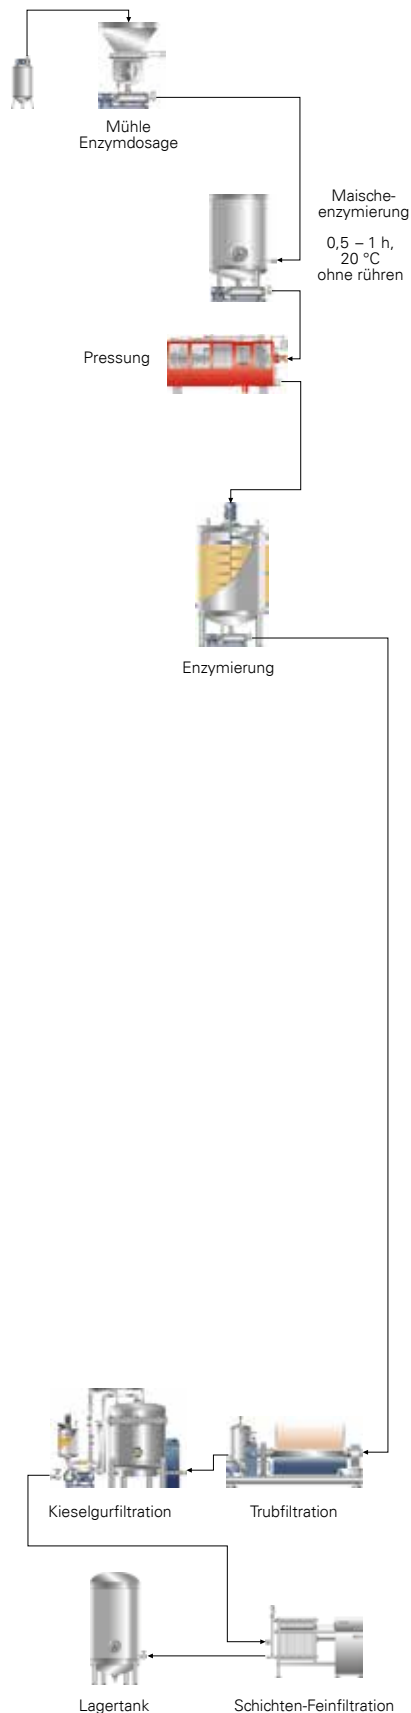 Mühle
Enzymdosage
Maische-
enzymierung
0,5 – 1 h,
20 °C
ohne rühren
Pressung
Enzymierung
Kieselgurfiltration
Trubfiltration
Lagertank
Schichten-Feinfiltration